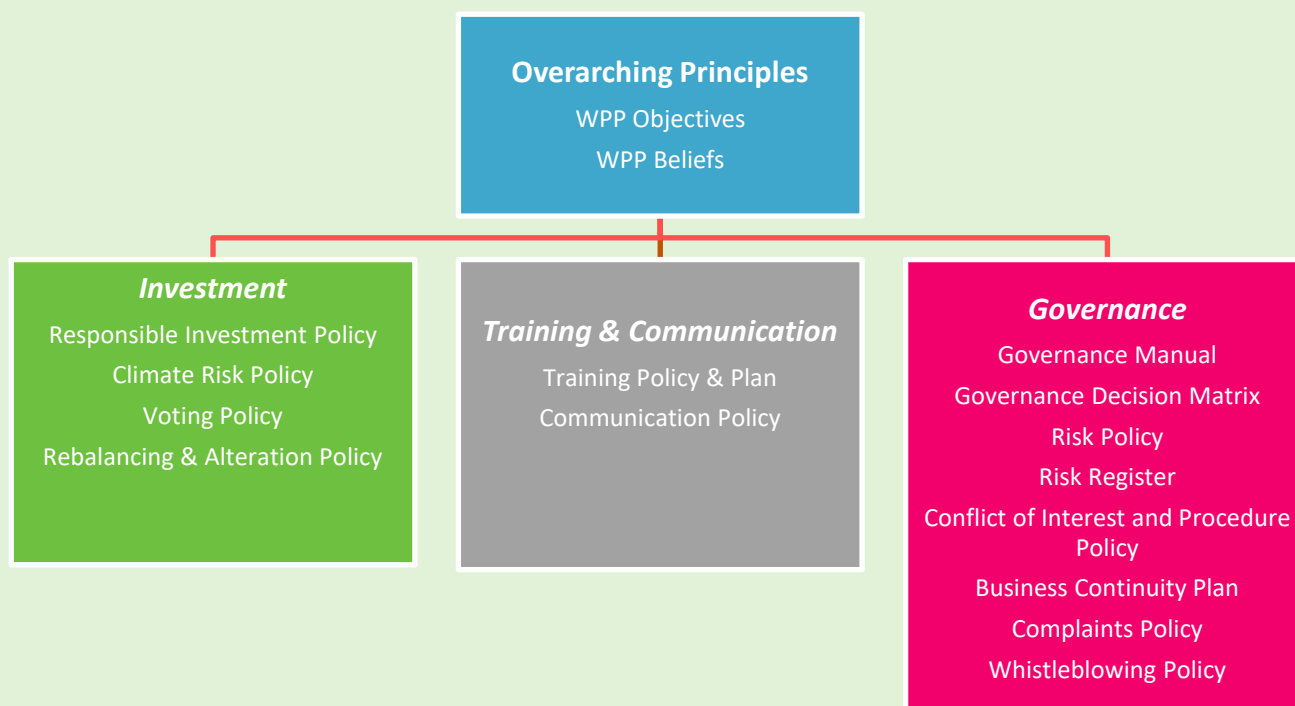 Overarching Principles
WPP Objectives
WPP Beliefs
Investment
Responsible Investment Policy
Climate Risk Policy
Voting Policy
Rebalancing & Alteration Policy
Training & Communication
Training Policy & Plan
Communication Policy
Governance
Governance Manual
Governance Decision Matrix
Risk Policy
Risk Register
Conflict of Interest and Procedure
Policy
Business Continuity Plan
Complaints Policy
Whistleblowing Policy